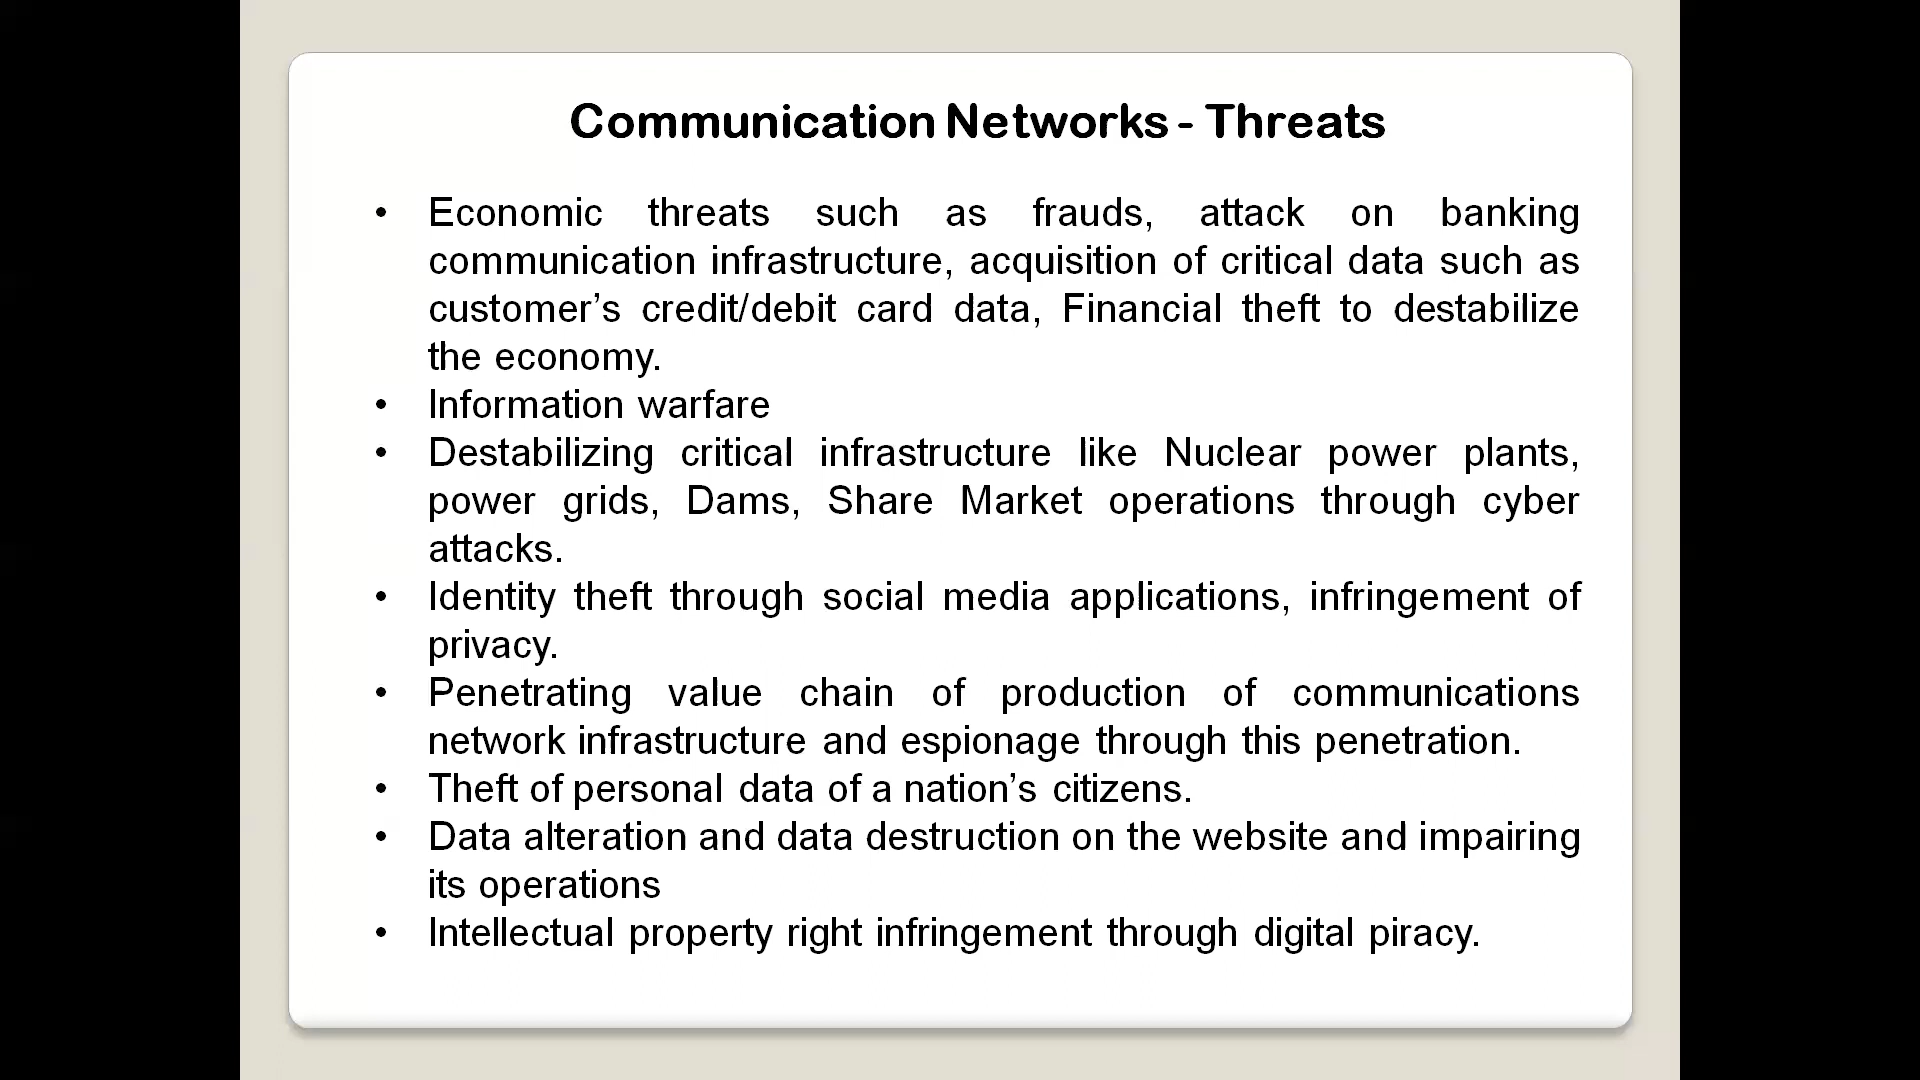 Communication Networks - Threats
• Economic threats such as frauds, attack on banking
communication infrastructure, acquisition of critical data such as
customer’s credit/debit card data, Financial theft to destabilize
the economy.
• Information warfare
• Destabilizing critical infrastructure like Nuclear power plants,
power grids, Dams, Share Market operations through cyber
attacks.
• Identity theft through social media applications, infringement of
privacy.
• Penetrating value chain of production of communications
network infrastructure and espionage through this penetration.
• Theft of personal data of a nation’s citizens.
• Data alteration and data destruction on the website and impairing
its operations
• Intellectual property right infringement through digital piracy.